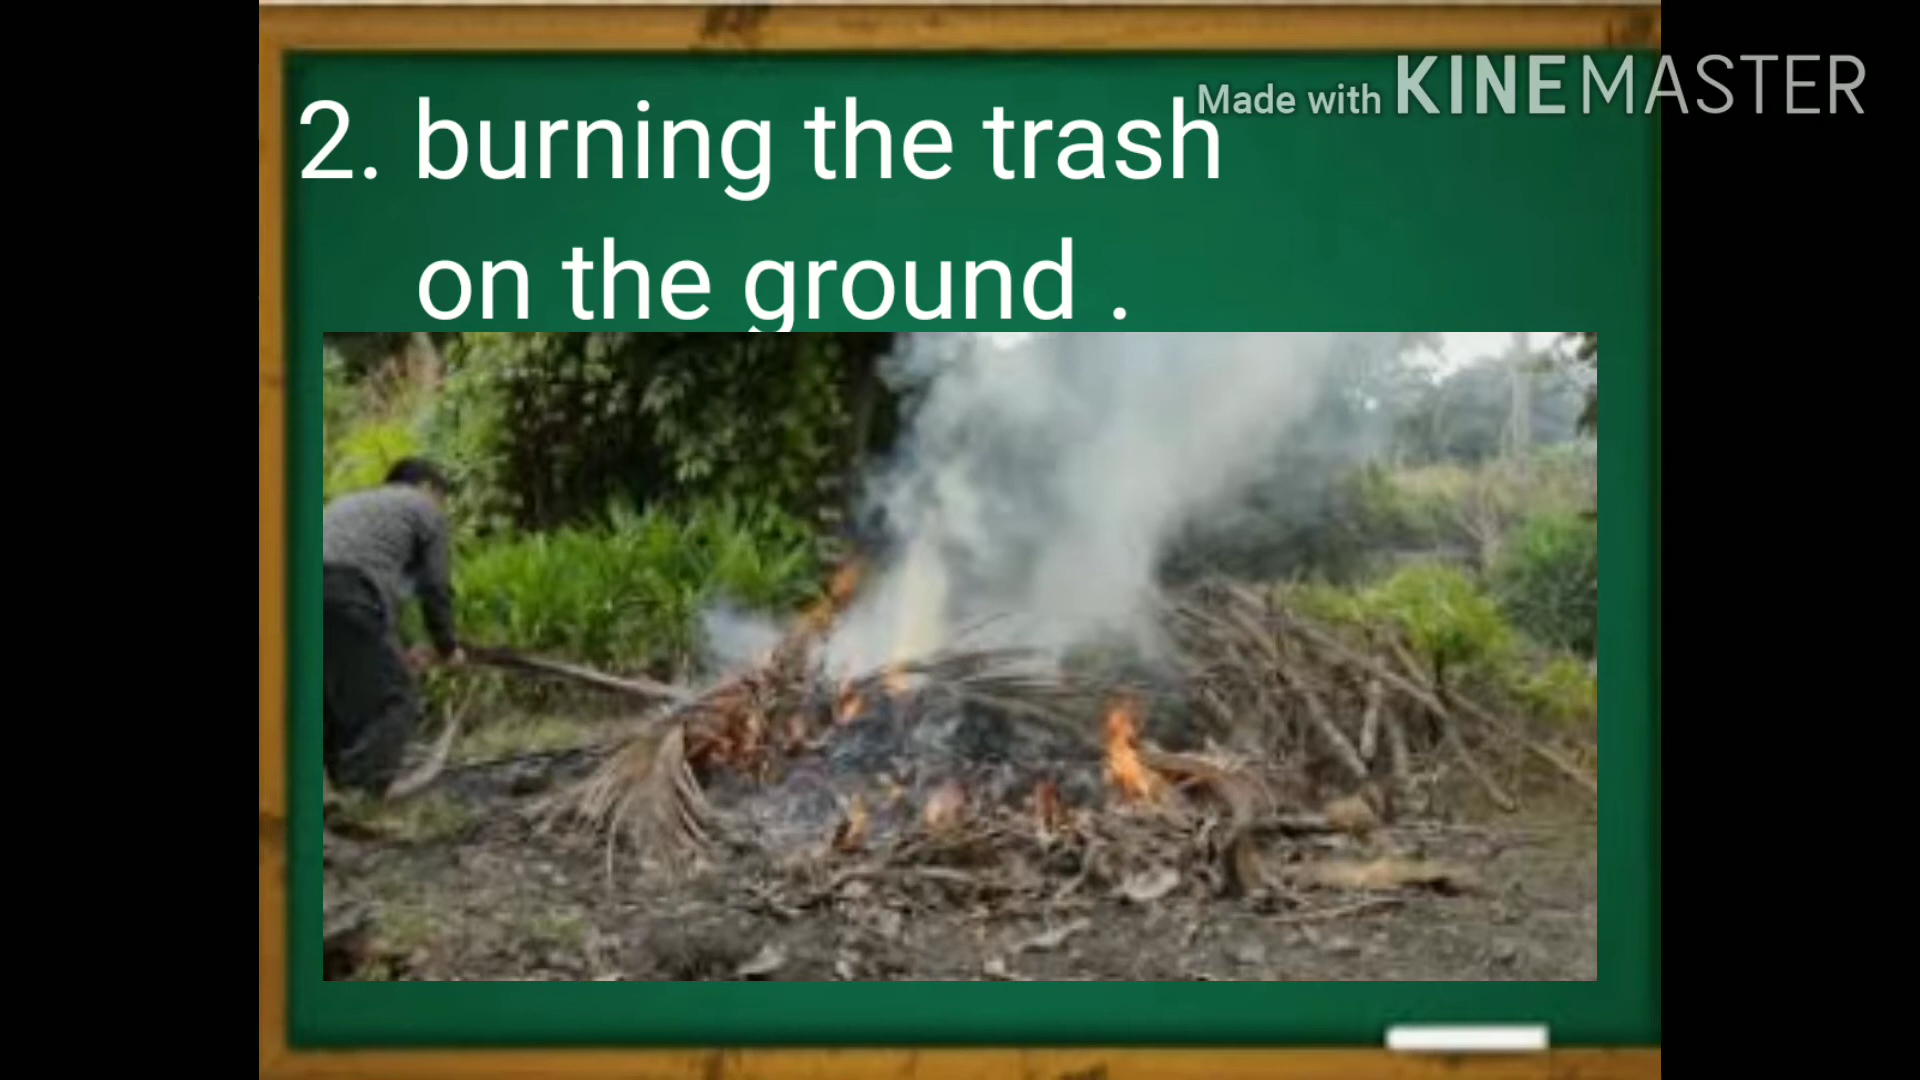 Made with KINEMASTER
2. burning the trash
on the ground .